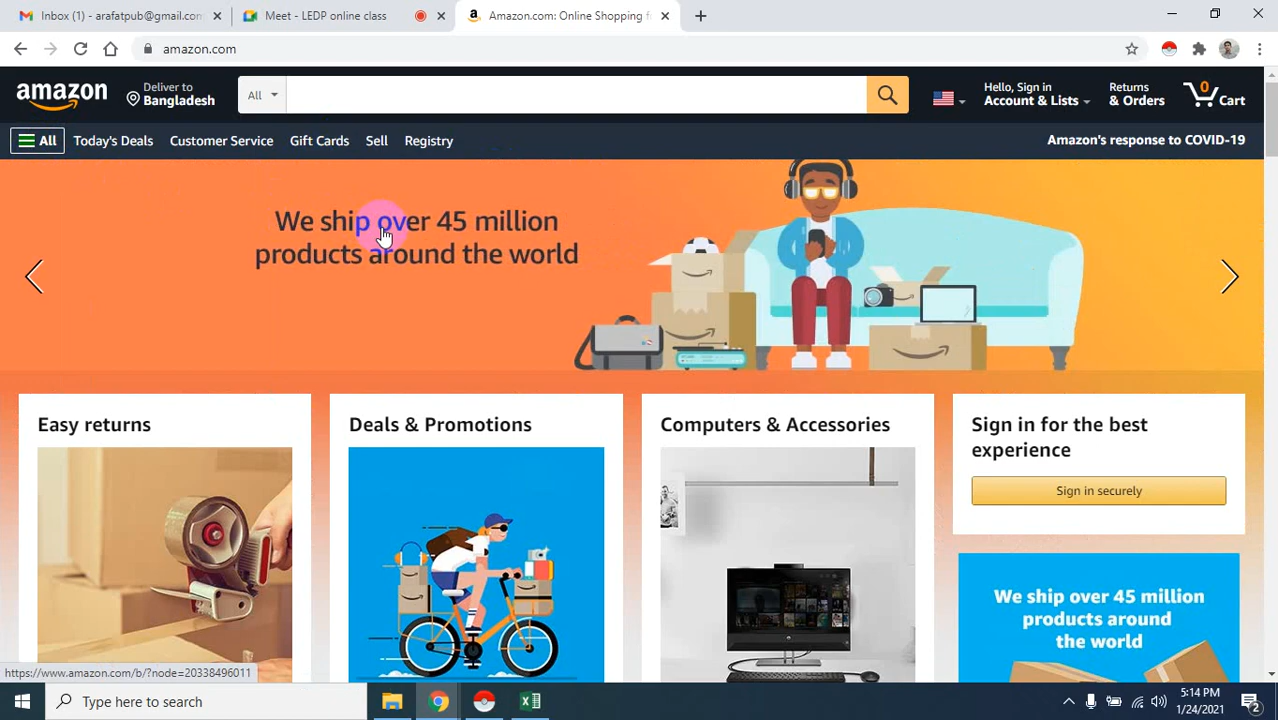 Inbox (1) - arafatpub@gmail.com
Meet - LEDP online class
Amazon.com: Online Shopping f
amazon.com
amazon
Deliver to
Bangladesh
All
Hello, Sign in
Account & Lists
Returns
& Orders
0
Cart
All
Today's Deals
Customer Service
Gift Cards
Sell
Registry
Amazon's response to COVID-19
We ship over 45 million
products around the world
Easy returns
Deals & Promotions
Computers & Accessories
Sign in for the best
experience
Sign in securely
We ship over 45 million
products around
the world
https://www.amazon.com/b/?node=20338496011
Type here to search
5:14 PM
1/24/2021
2